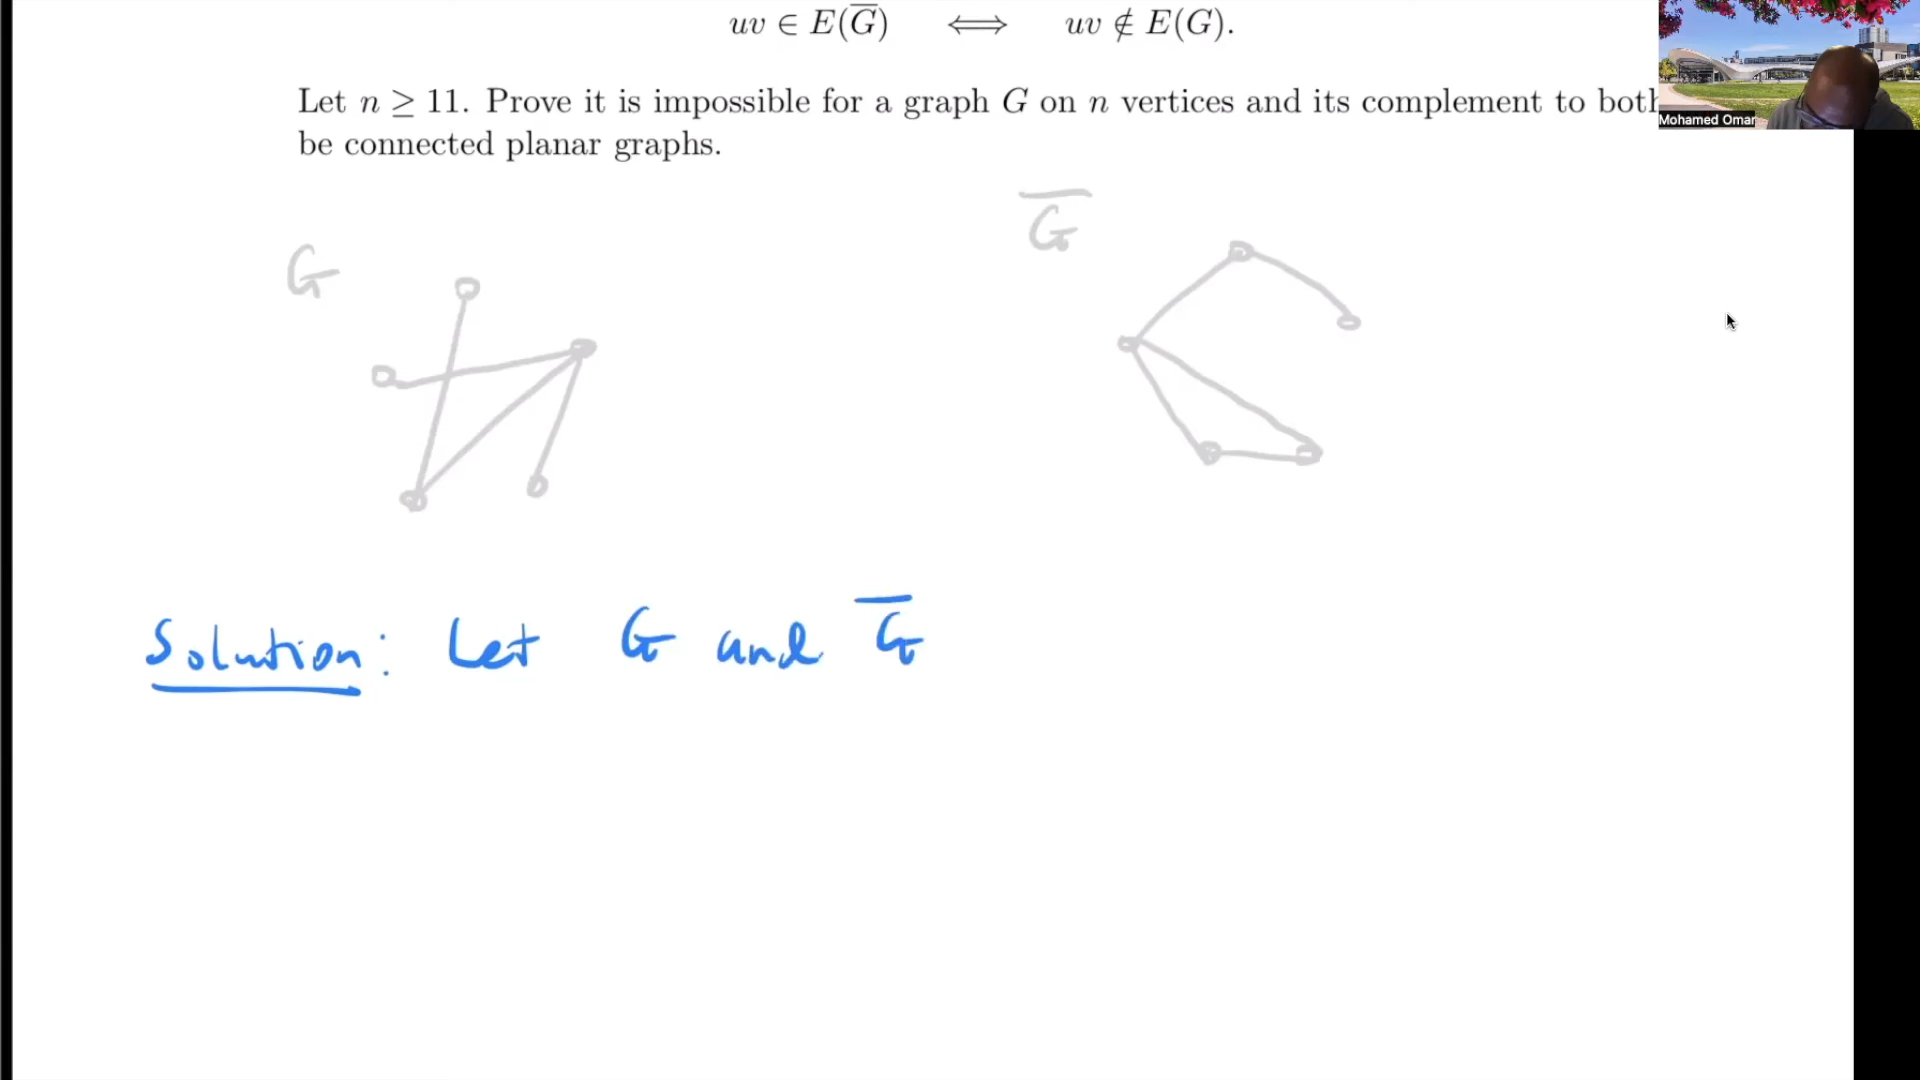 uv ∈ E(G̅) ⟺ uv ∉ E(G).
Let n ≥ 11. Prove it is impossible for a graph G on n vertices and its complement to both
be connected planar graphs.
Mohamed Omar
G
G̅
Solution: Let G and G̅